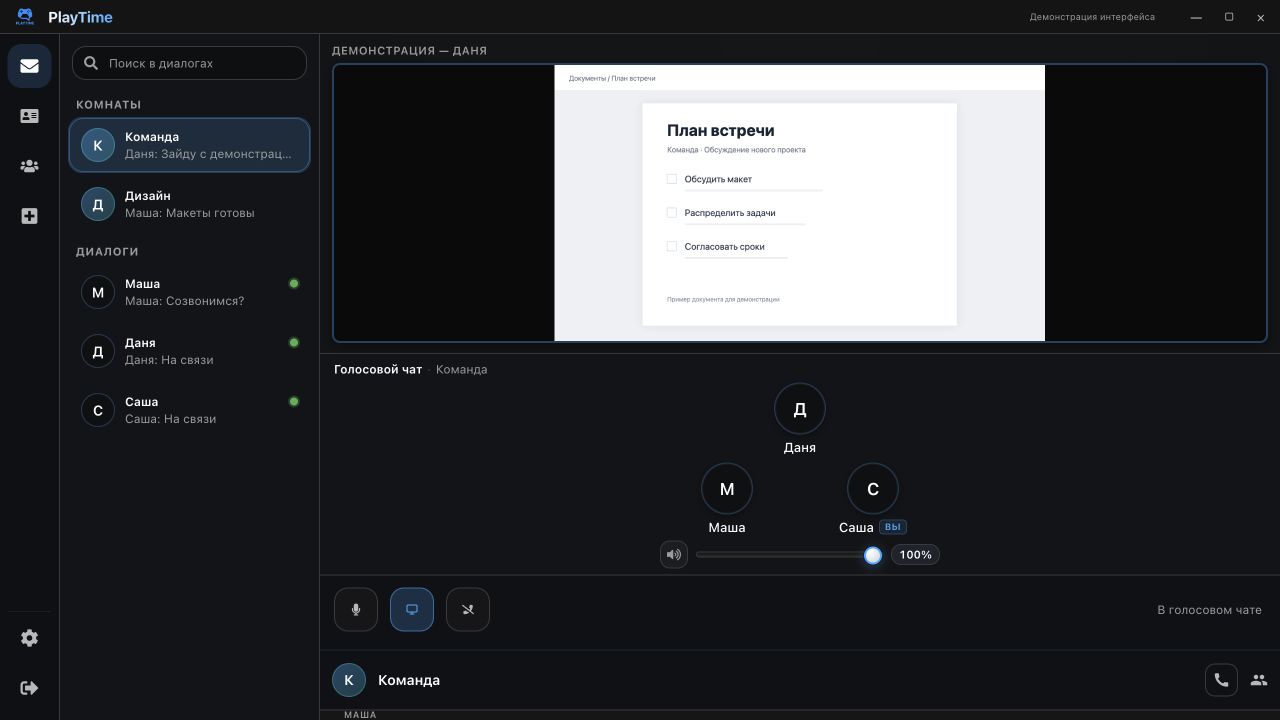 PLAYTIME
PlayTime
Демонстрация интерфейса
Поиск в диалогах
КОМНАТЫ
К
Команда
Даня: Зайду с демонстрац...
Д
Дизайн
Маша: Макеты готовы
ДИАЛОГИ
М
Маша
Маша: Созвонимся?
Д
Даня
Даня: На связи
С
Саша
Саша: На связи
ДЕМОНСТРАЦИЯ — ДАНЯ
Документы / План встречи
План встречи
Команда · Обсуждение нового проекта
Обсудить макет
Распределить задачи
Согласовать сроки
Пример документа для демонстрации
Голосовой чат · Команда
Д
Даня
М
Маша
С
Саша ВЫ
100%
В голосовом чате
К
Команда
МАША